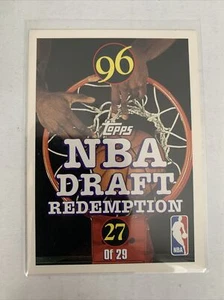 96
Topps
NBA
DRAFT
REDEMPTION
27
Of 29
NBA